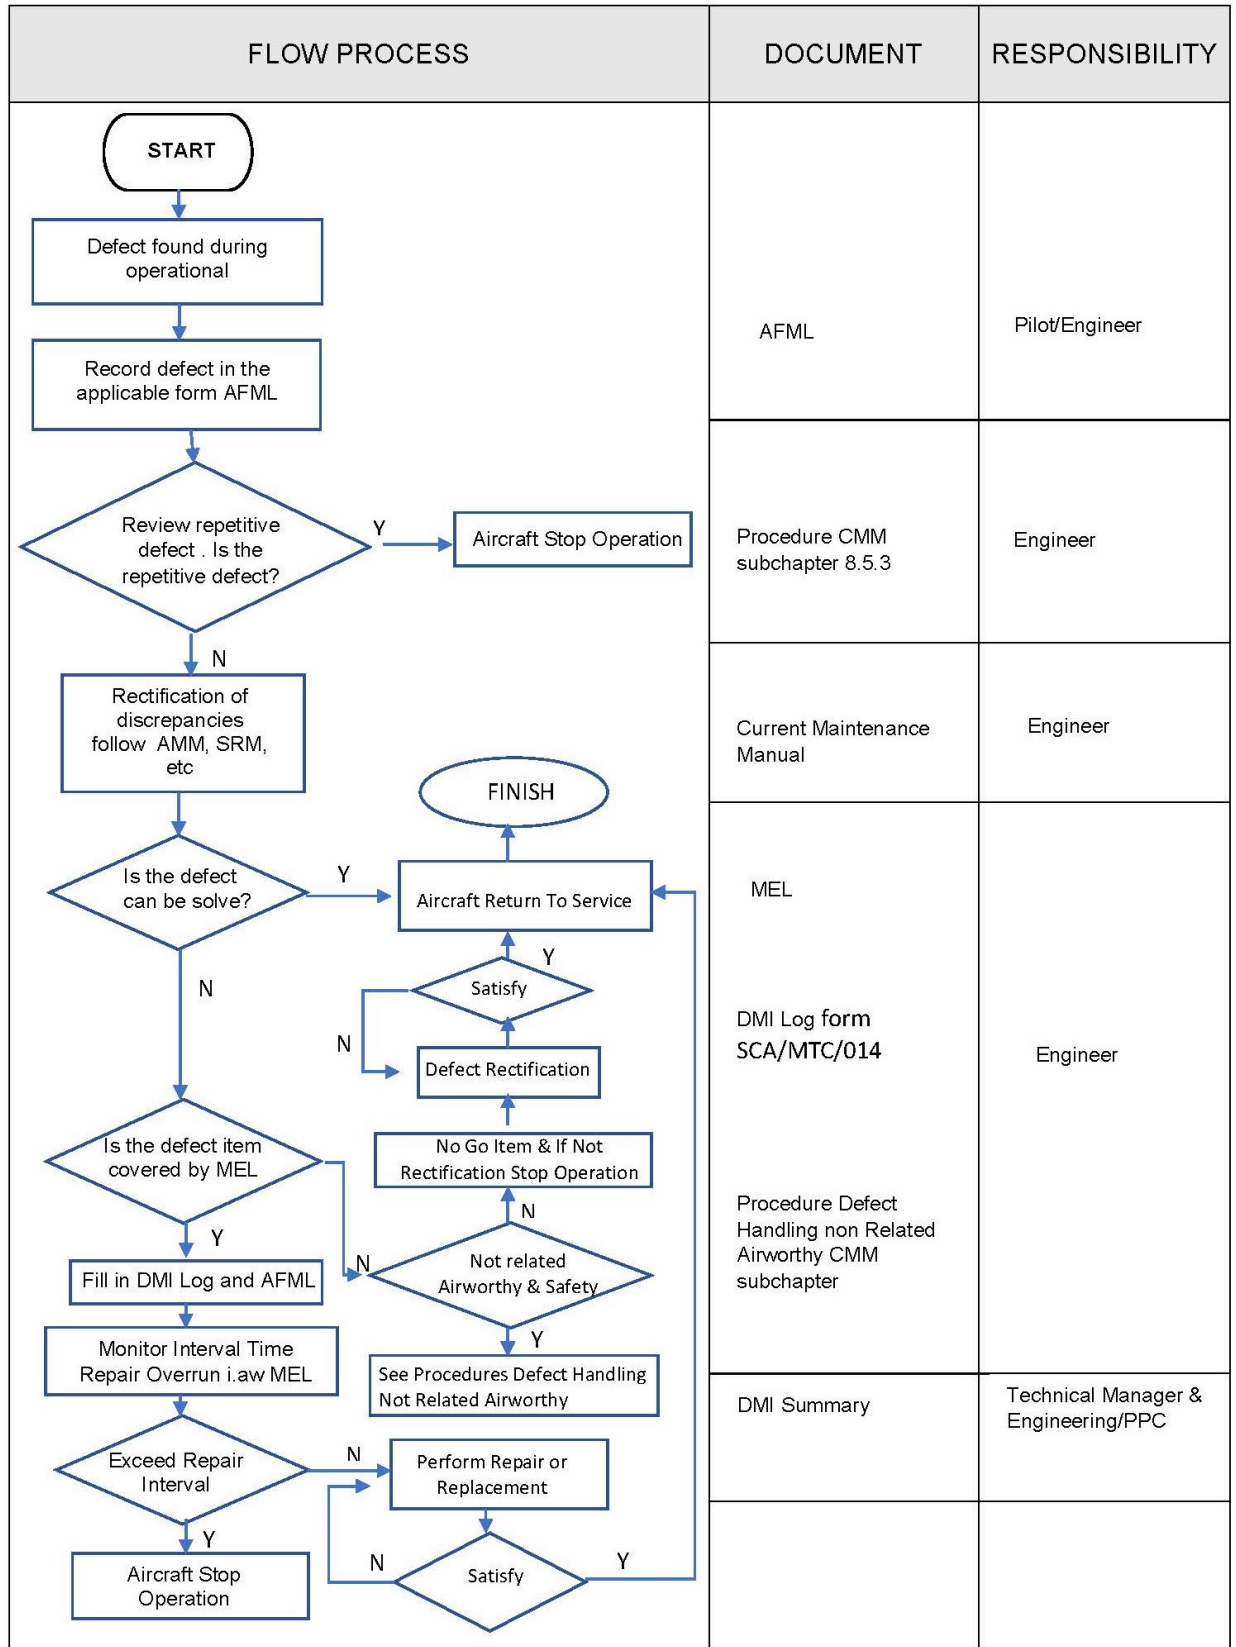 FLOW PROCESS
DOCUMENT
RESPONSIBILITY
START
Defect found during
operational
Record defect in the
applicable form AFML
AFML
Pilot/Engineer
Review repetitive
defect . Is the
repetitive defect?
Y
Aircraft Stop Operation
Procedure CMM
subchapter 8.5.3
Engineer
N
Rectification of
discrepancies
follow AMM, SRM,
etc
Current Maintenance
Manual
Engineer
FINISH
Is the defect
can be solve?
Y
Aircraft Return To Service
MEL
Y
Satisfy
N
N
Defect Rectification
DMI Log form
SCA/MTC/014
Engineer
Is the defect item
covered by MEL
No Go Item & If Not
Rectification Stop Operation
N
Y
N
Not related
Airworthy & Safety
Procedure Defect
Handling non Related
Airworthy CMM
subchapter
Fill in DMI Log and AFML
Y
Monitor Interval Time
Repair Overrun i.aw MEL
See Procedures Defect Handling
Not Related Airworthy
DMI Summary
Technical Manager &
Engineering/PPC
Exceed Repair
Interval
N
Perform Repair or
Replacement
Y
Aircraft Stop
Operation
N
Satisfy
Y